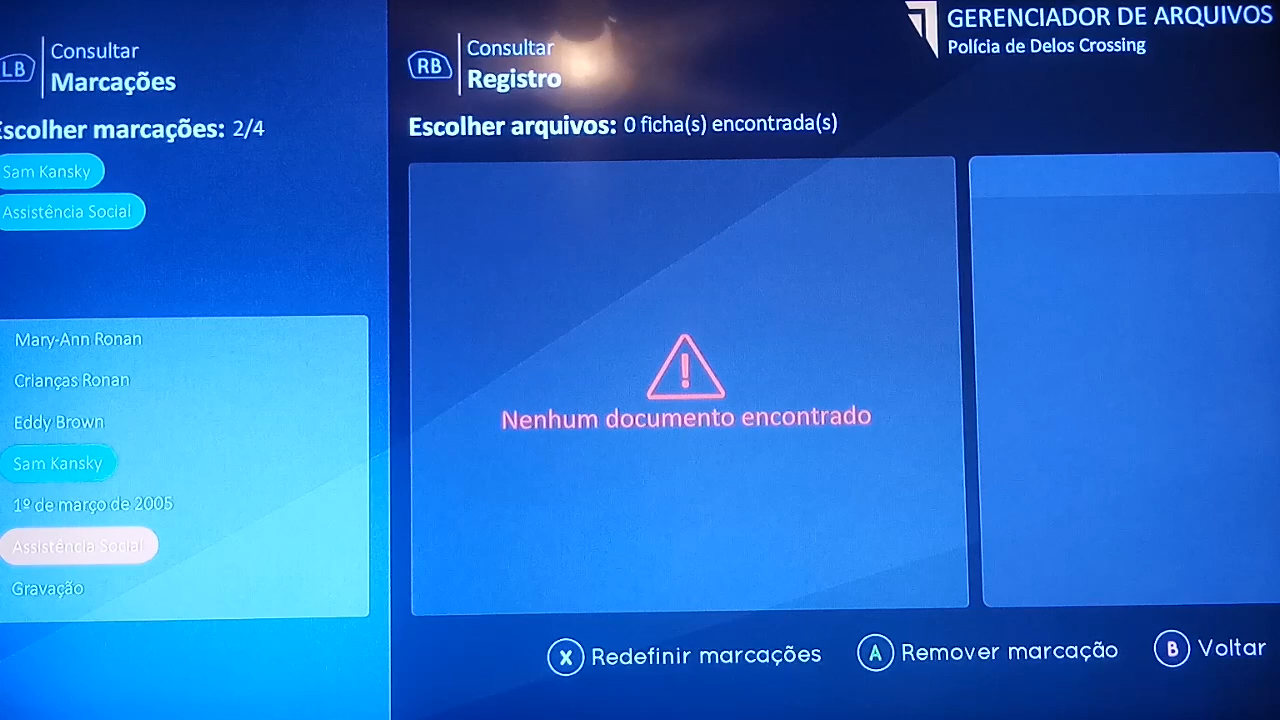 LB
Consultar
Marcações
Escolher marcações: 2/4
Sam Kansky
Assistência Social
Mary-Ann Ronan
Crianças Ronan
Eddy Brown
Sam Kansky
1º de março de 2005
Assistência Social
Gravação
RB
Consultar
Registro
Escolher arquivos: 0 ficha(s) encontrada(s)
Nenhum documento encontrado
GERENCIADOR DE ARQUIVOS
Polícia de Delos Crossing
X Redefinir marcações
A Remover marcação
B Voltar